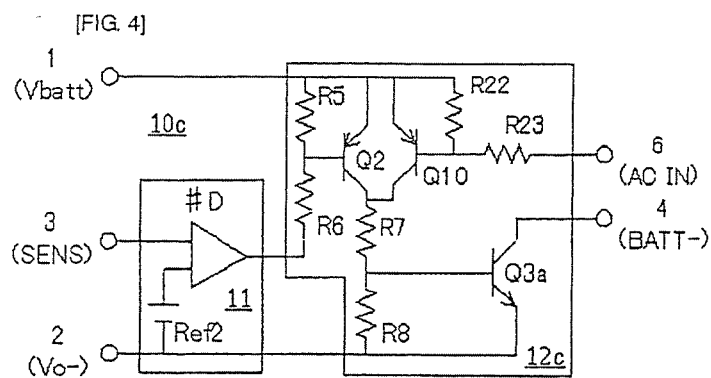 [FIG. 4]
1
(Vbatt)
10c
R5
R22
R23
Q2
Q10
6
(AC IN)
#D
3
(SENS)
R6
R7
4
(BATT-)
Q3a
11
Ref2
R8
2
(Vo-)
12c